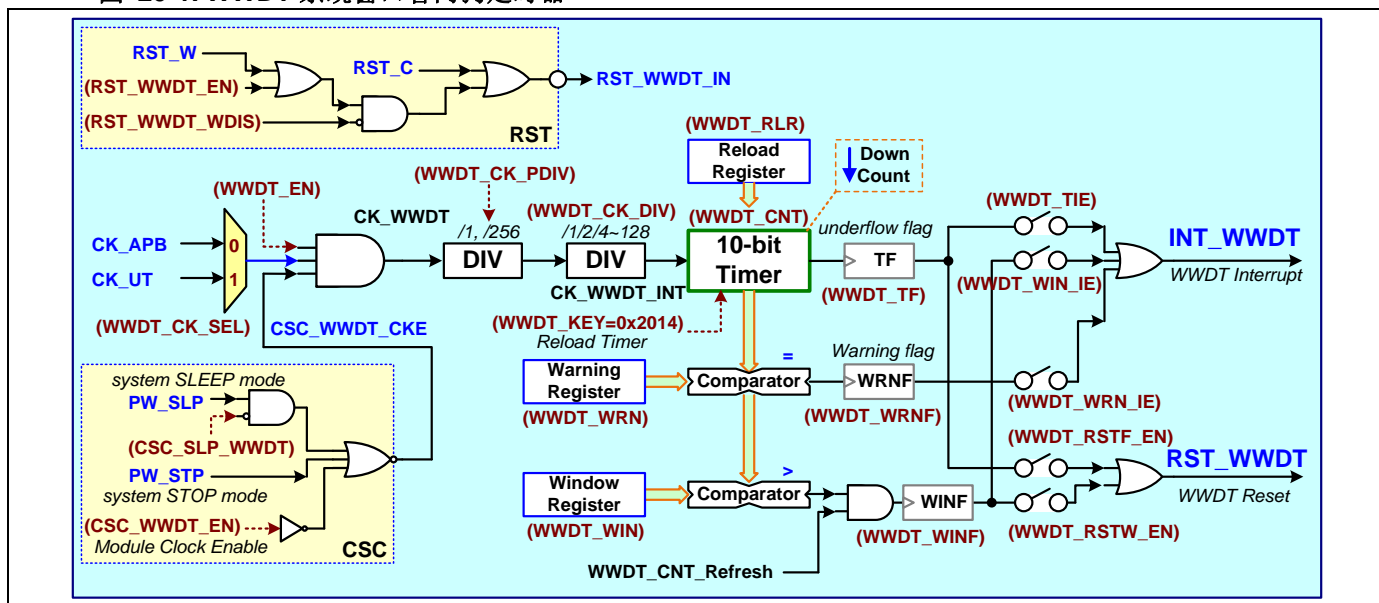 RST_W
(RST_WWDT_EN)
(RST_WWDT_WDIS)
RST_C
RST_WWDT_IN
RST
(WWDT_RLR)
Reload
Register
Down
Count
(WWDT_EN)
(WWDT_CK_PDIV)
CK_WWDT
/1, /256
DIV
(WWDT_CK_DIV)
/1/2/4~128
DIV
CK_WWDT_INT
(WWDT_CNT)
10-bit
Timer
underflow flag
TF
(WWDT_TF)
(WWDT_TIE)
(WWDT_WIN_IE)
INT_WWDT
WWDT Interrupt
CK_APB
0
CK_UT
1
(WWDT_CK_SEL)
CSC_WWDT_CKE
(WWDT_KEY=0x2014)
Reload Timer
Warning
Register
(WWDT_WRN)
=
Comparator
Warning flag
WRNF
(WWDT_WRNF)
(WWDT_WRN_IE)
system SLEEP mode
PW_SLP
(CSC_SLP_WWDT)
PW_STP
system STOP mode
(CSC_WWDT_EN)
Module Clock Enable
CSC
Window
Register
(WWDT_WIN)
>
Comparator
WINF
(WWDT_WINF)
(WWDT_RSTF_EN)
(WWDT_RSTW_EN)
RST_WWDT
WWDT Reset
WWDT_CNT_Refresh